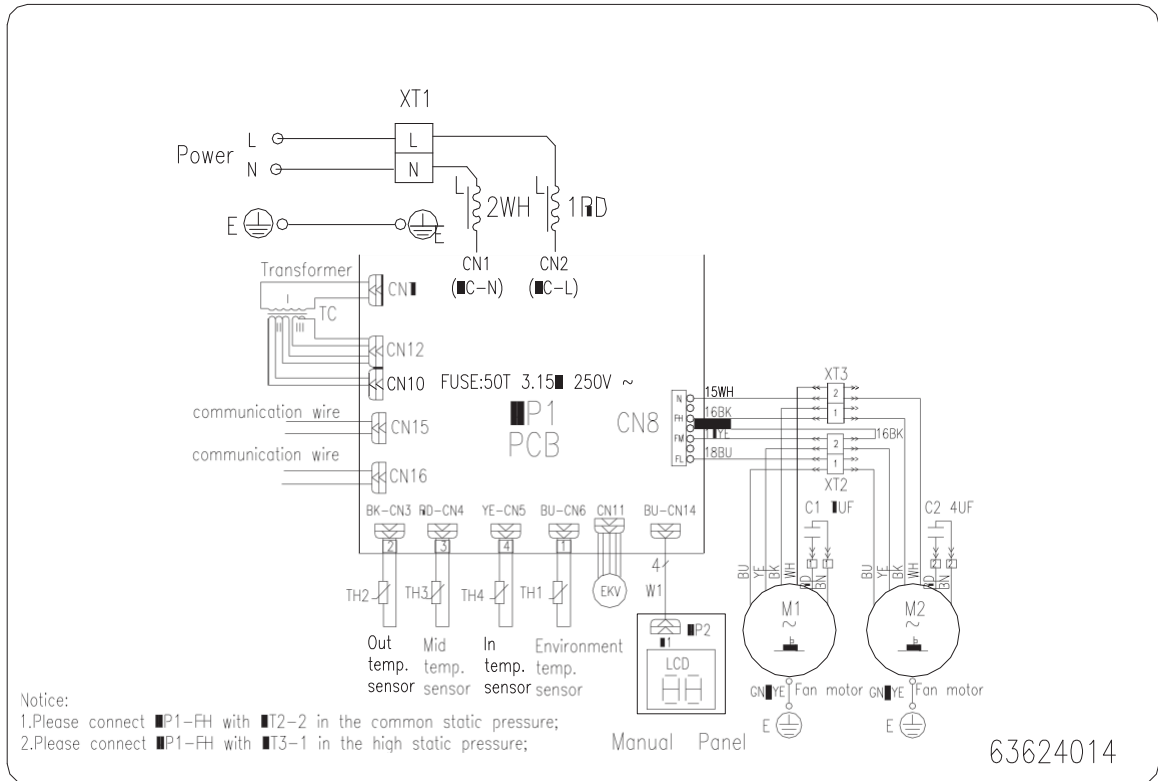 XT1
Power
L L
N N
E E
L 2WH L
CN1 CN2
Transformer
I
II III TC
CN12
CN10 FUSE:50T 250V ~
PCB
communication wire
CN15
communication wire
CN16
CN8
N 15WH
FH 16BK
FM 16BK
FL 18BU
XT3
2
1
2
1
XT2
C1 C2 4UF
BK-CN3 YE-CN5 BU-CN6 CN11 BU-CN14
2 3 4 1
4
TH2 TH3 TH4 TH1 EKV W1
BU YE BK WH BN BU YE BK WH BN
1 2 1 2
M1 M2
~ ~
b b
LCD
Out Mid In Environment
temp. temp. temp. temp.
sensor sensor sensor sensor
Fan motor Fan motor
E E
Manual Panel
Notice:
1.Please connect with in the common static pressure;
2.Please connect with in the high static pressure;
63624014